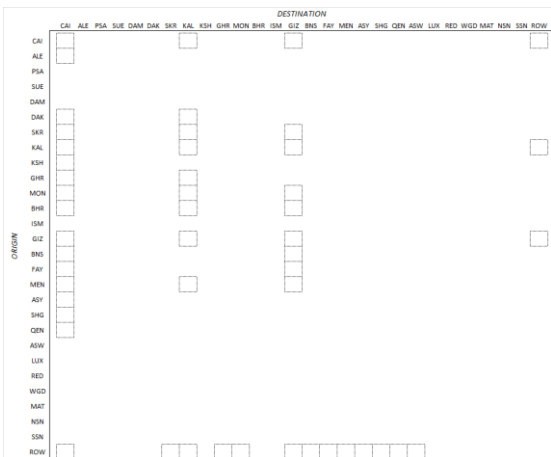 DESTINATION
CAI ALE PSA SUE DAM DAK SKR KAL KSH GHR MON BHR ISM GIZ BNS FAY MEN ASY SHG QEN ASW LUX RED WGD MAT NSN SSN ROW
ORIGIN
CAI
ALE
PSA
SUE
DAM
DAK
SKR
KAL
KSH
GHR
MON
BHR
ISM
GIZ
BNS
FAY
MEN
ASY
SHG
QEN
ASW
LUX
RED
WGD
MAT
NSN
SSN
ROW